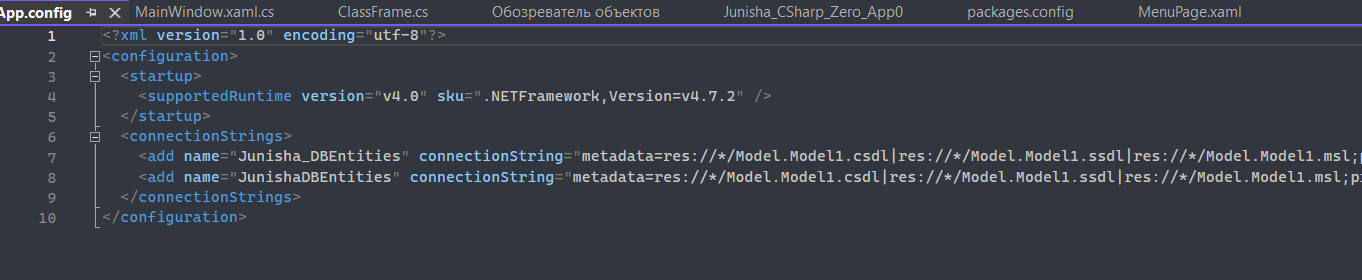 App.config MainWindow.xaml.cs ClassFrame.cs Обозреватель объектов Junisha_CSharp_Zero_App0 packages.config MenuPage.xaml
1 <?xml version="1.0" encoding="utf-8"?>
2 <configuration>
3 <startup>
4 <supportedRuntime version="v4.0" sku=".NETFramework,Version=v4.7.2" />
5 </startup>
6 <connectionStrings>
7 <add name="Junisha_DBEntities" connectionString="metadata=res://*/Model.Model1.csdl|res://*/Model.Model1.ssdl|res://*/Model.Model1.msl;p
8 <add name="JunishaDBEntities" connectionString="metadata=res://*/Model.Model1.csdl|res://*/Model.Model1.ssdl|res://*/Model.Model1.msl;pr
9 </connectionStrings>
10 </configuration>